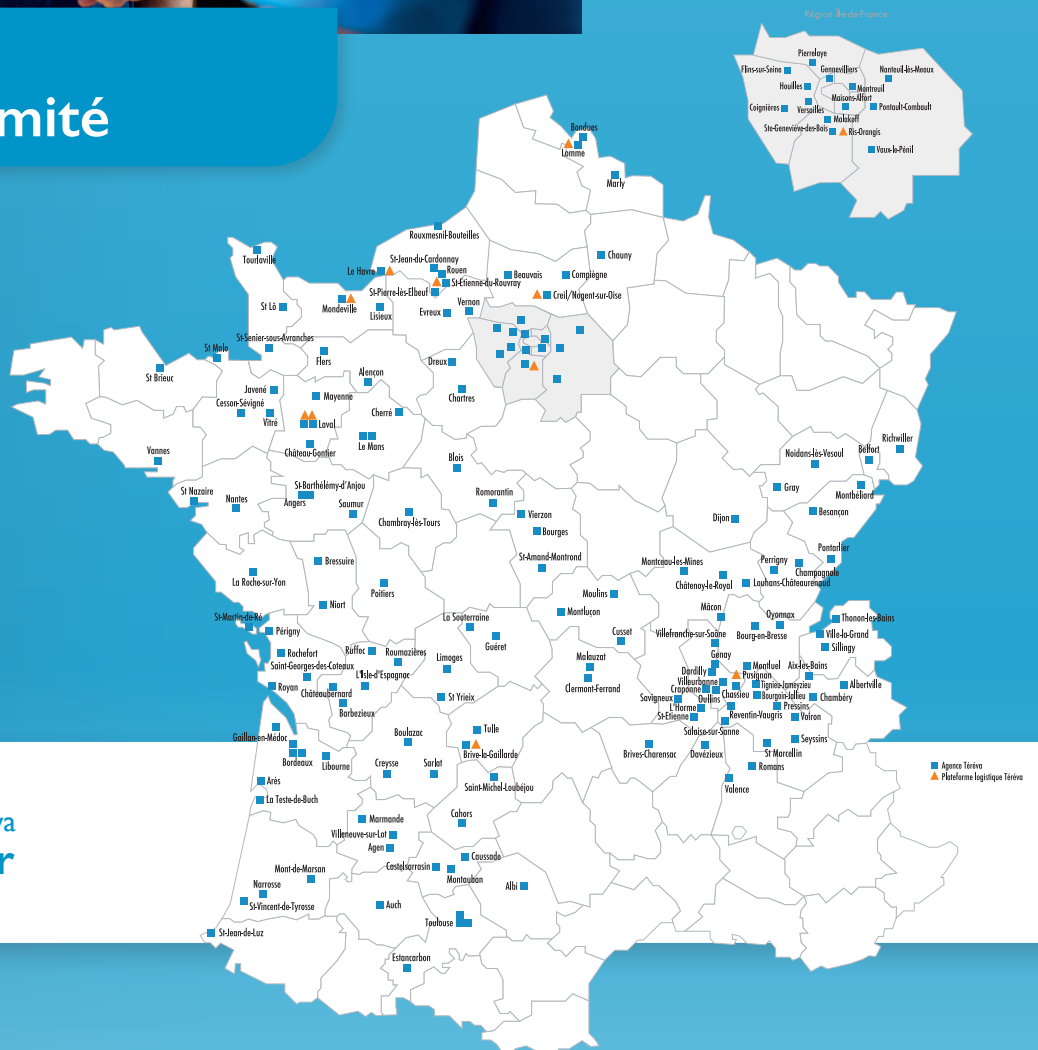 Région Île-de-France
Pierrelaye
Flins-sur-Seine
Gennevilliers
Nanteuil-lès-Meaux
Houilles
Montreuil
Maisons-Alfort
Coignières
Versailles
Pontault-Combault
Malakoff
Ste-Geneviève-des-Bois
Ris-Orangis
Vaux-le-Pénil
mité
Bondues
Lomme
Marly
Rouxmesnil-Bouteilles
Tourlaville
St-Jean-du-Cardonnay
Chauny
Le Havre
Rouen
Beauvais
Compiègne
St-Etienne-du-Rouvray
St-Pierre-lès-Elbeuf
Creil/Nogent-sur-Oise
St Lô
Mondeville
Lisieux
Evreux
Vernon
St-Senier-sous-Avranches
St Malo
Flers
St Brieuc
Alençon
Dreux
Javené
Mayenne
Chartres
Cesson-Sévigné
Vitré
Laval
Cherré
Le Mans
Château-Gontier
Vannes
Blois
Richwiller
Noidans-lès-Vesoul
Belfort
St-Barthélémy-d'Anjou
St Nazaire
Nantes
Angers
Saumur
Romorantin
Gray
Montbéliard
Chambray-lès-Tours
Vierzon
Dijon
Besançon
Bourges
Bressuire
St-Amand-Montrond
Montceau-les-Mines
Perrigny
Pontarlier
Champagnole
La Roche-sur-Yon
Poitiers
Moulins
Châtenoy-le-Royal
Louhans-Châteaurenaud
Niort
Montluçon
Mâcon
Oyonnax
St-Martin-de-Ré
Périgny
La Souterraine
Guéret
Cusset
Villefranche-sur-Saône
Bourg-en-Bresse
Thonon-les-Bains
Ville-la-Grand
Sillingy
Rochefort
Ruffec
Roumazières
Limoges
Malauzat
Clermont-Ferrand
Génay
Saint-Georges-des-Coteaux
L'Isle-d'Espagnac
Dardilly
Montluel
Aix-les-Bains
Pusignan
Villeurbanne
Tignieu-Jameyzieu
Albertville
Royan
Châteaubernard
St Yrieix
Craponne
Savigneux
Oullins
Chassieu
Bourgoin-Jallieu
Chambéry
Barbezieux
L'Horme
Pressins
St-Etienne
Reventin-Vaugris
Voiron
Gaillan-en-Médoc
Boulazac
Tulle
Salaise-sur-Sanne
Seyssins
Bordeaux
Libourne
Creysse
Sarlat
Brive-la-Gaillarde
Brives-Charensac
Davézieux
St Marcellin
Romans
Agence Téréva
Plateforme logistique Téréva
Arès
Saint-Michel-Loubéjou
Valence
La Teste-de-Buch
Marmande
Cahors
va
Villeneuve-sur-Lot
Agen
r
Caussade
Castelsarrasin
Montauban
Mont-de-Marsan
Albi
Narrosse
St-Vincent-de-Tyrosse
Auch
Toulouse
St-Jean-de-Luz
Estancarbon